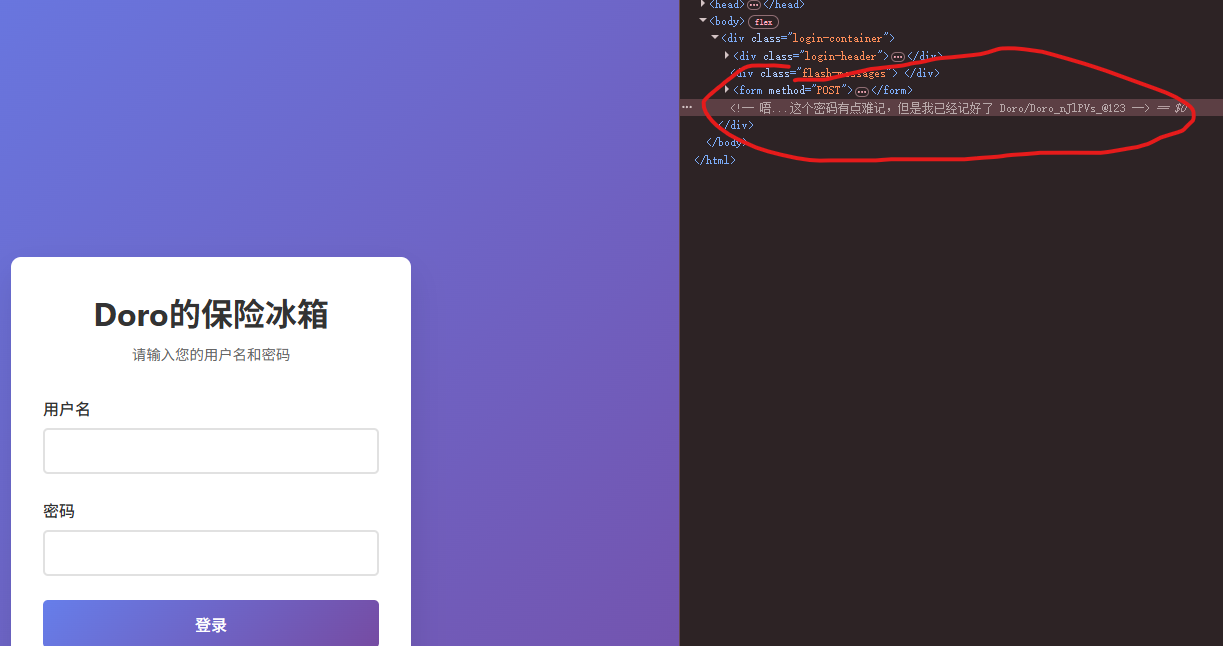 Doro的保险冰箱
请输入您的用户名和密码
用户名
密码
登录
<head> ••• </head>
<body> flex
<div class="login-container">
<div class="login-header"> ••• </div>
<div class="flash-messages"> </div>
<form method="POST"> ••• </form>
<!-- 唔...这个密码有点难记，但是我已经记好了 Doro/Doro_nJlPVs_@123 --> == $0
</div>
</body>
</html>